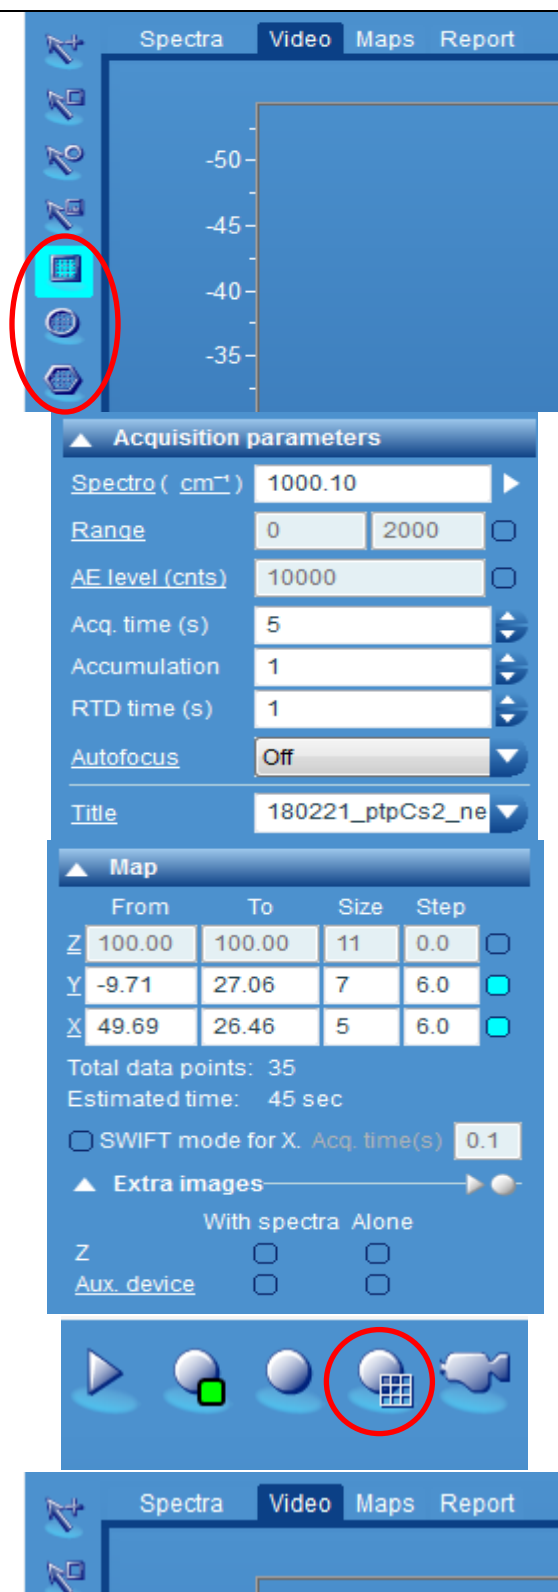 Spectra Video Maps Report
-50
-45
-40
-35
Acquisition parameters
Spectro ( cm⁻¹ ) 1000.10
Range 0 2000
AE level (cnts) 10000
Acq. time (s) 5
Accumulation 1
RTD time (s) 1
Autofocus Off
Title 180221_ptpCs2_ne
Map
From To Size Step
Z 100.00 100.00 11 0.0
Y -9.71 27.06 7 6.0
X 49.69 26.46 5 6.0
Total data points: 35
Estimated time: 45 sec
SWIFT mode for X. Acq. time(s) 0.1
Extra images
With spectra Alone
Z
Aux. device
Spectra Video Maps Report